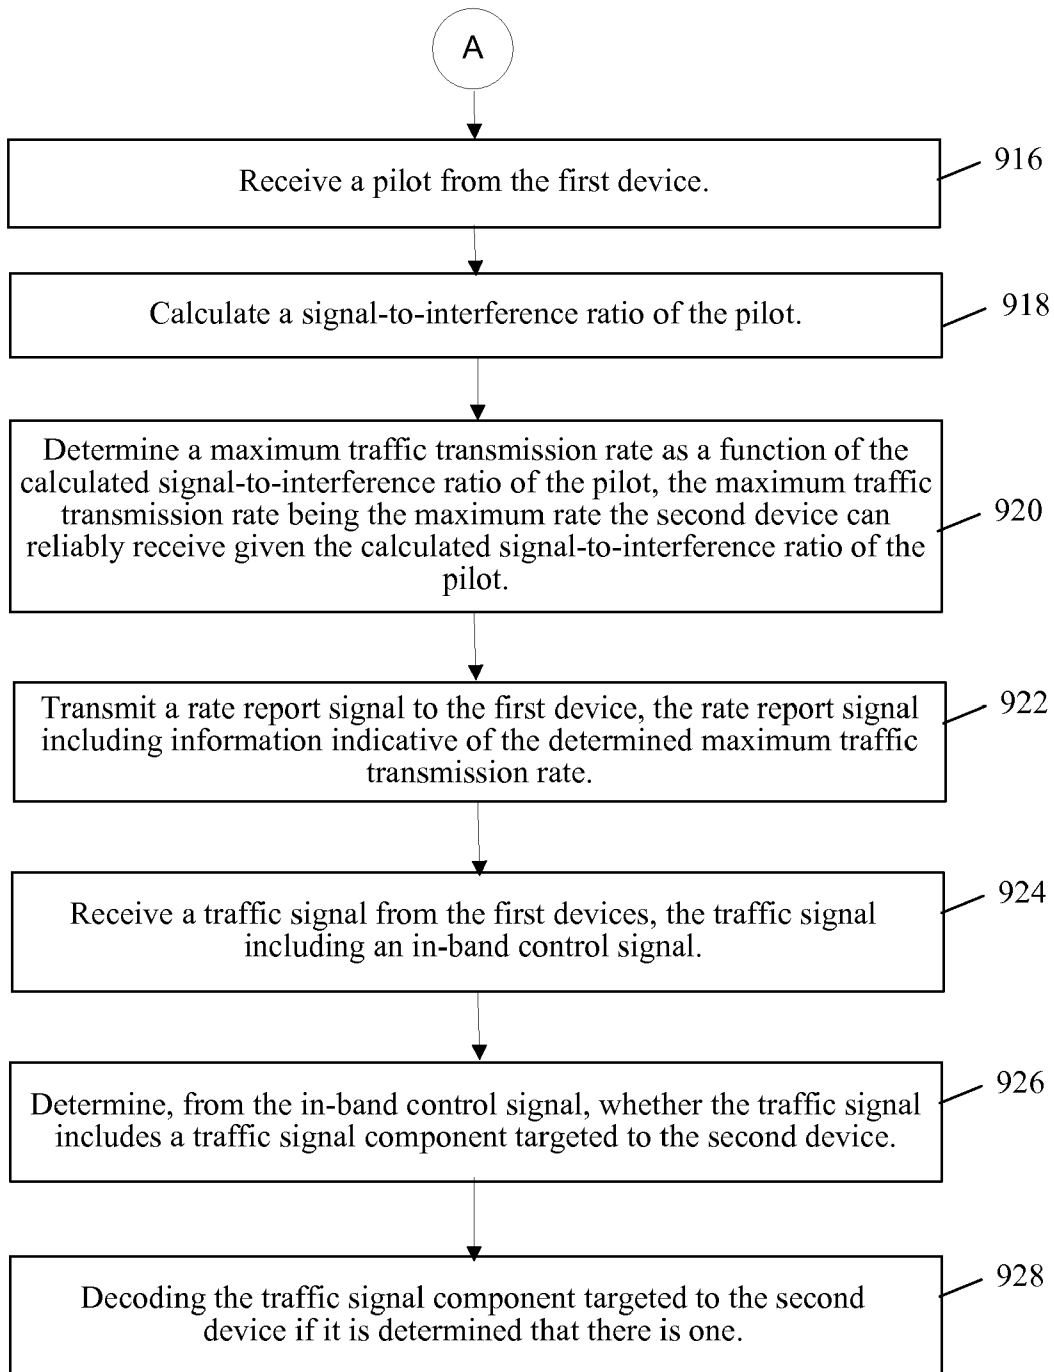 A
Receive a pilot from the first device.
916
Calculate a signal-to-interference ratio of the pilot.
918
Determine a maximum traffic transmission rate as a function of the
calculated signal-to-interference ratio of the pilot, the maximum traffic
transmission rate being the maximum rate the second device can
reliably receive given the calculated signal-to-interference ratio of the
pilot.
920
Transmit a rate report signal to the first device, the rate report signal
including information indicative of the determined maximum traffic
transmission rate.
922
Receive a traffic signal from the first devices, the traffic signal
including an in-band control signal.
924
Determine, from the in-band control signal, whether the traffic signal
includes a traffic signal component targeted to the second device.
926
Decoding the traffic signal component targeted to the second
device if it is determined that there is one.
928